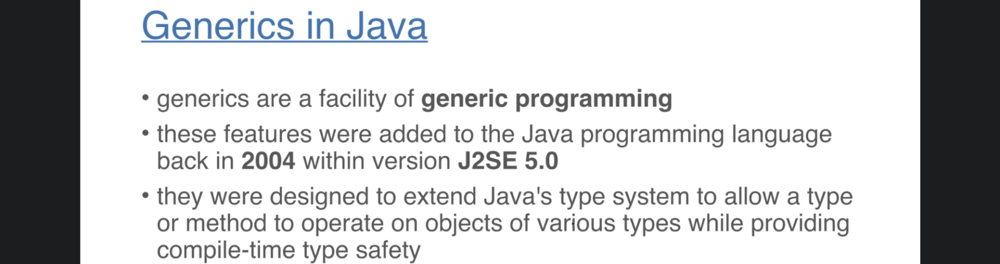 Generics in Java
• generics are a facility of generic programming
• these features were added to the Java programming language
back in 2004 within version J2SE 5.0
• they were designed to extend Java's type system to allow a type
or method to operate on objects of various types while providing
compile-time type safety